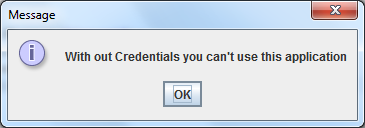 Message
With out Credentials you can't use this application
OK